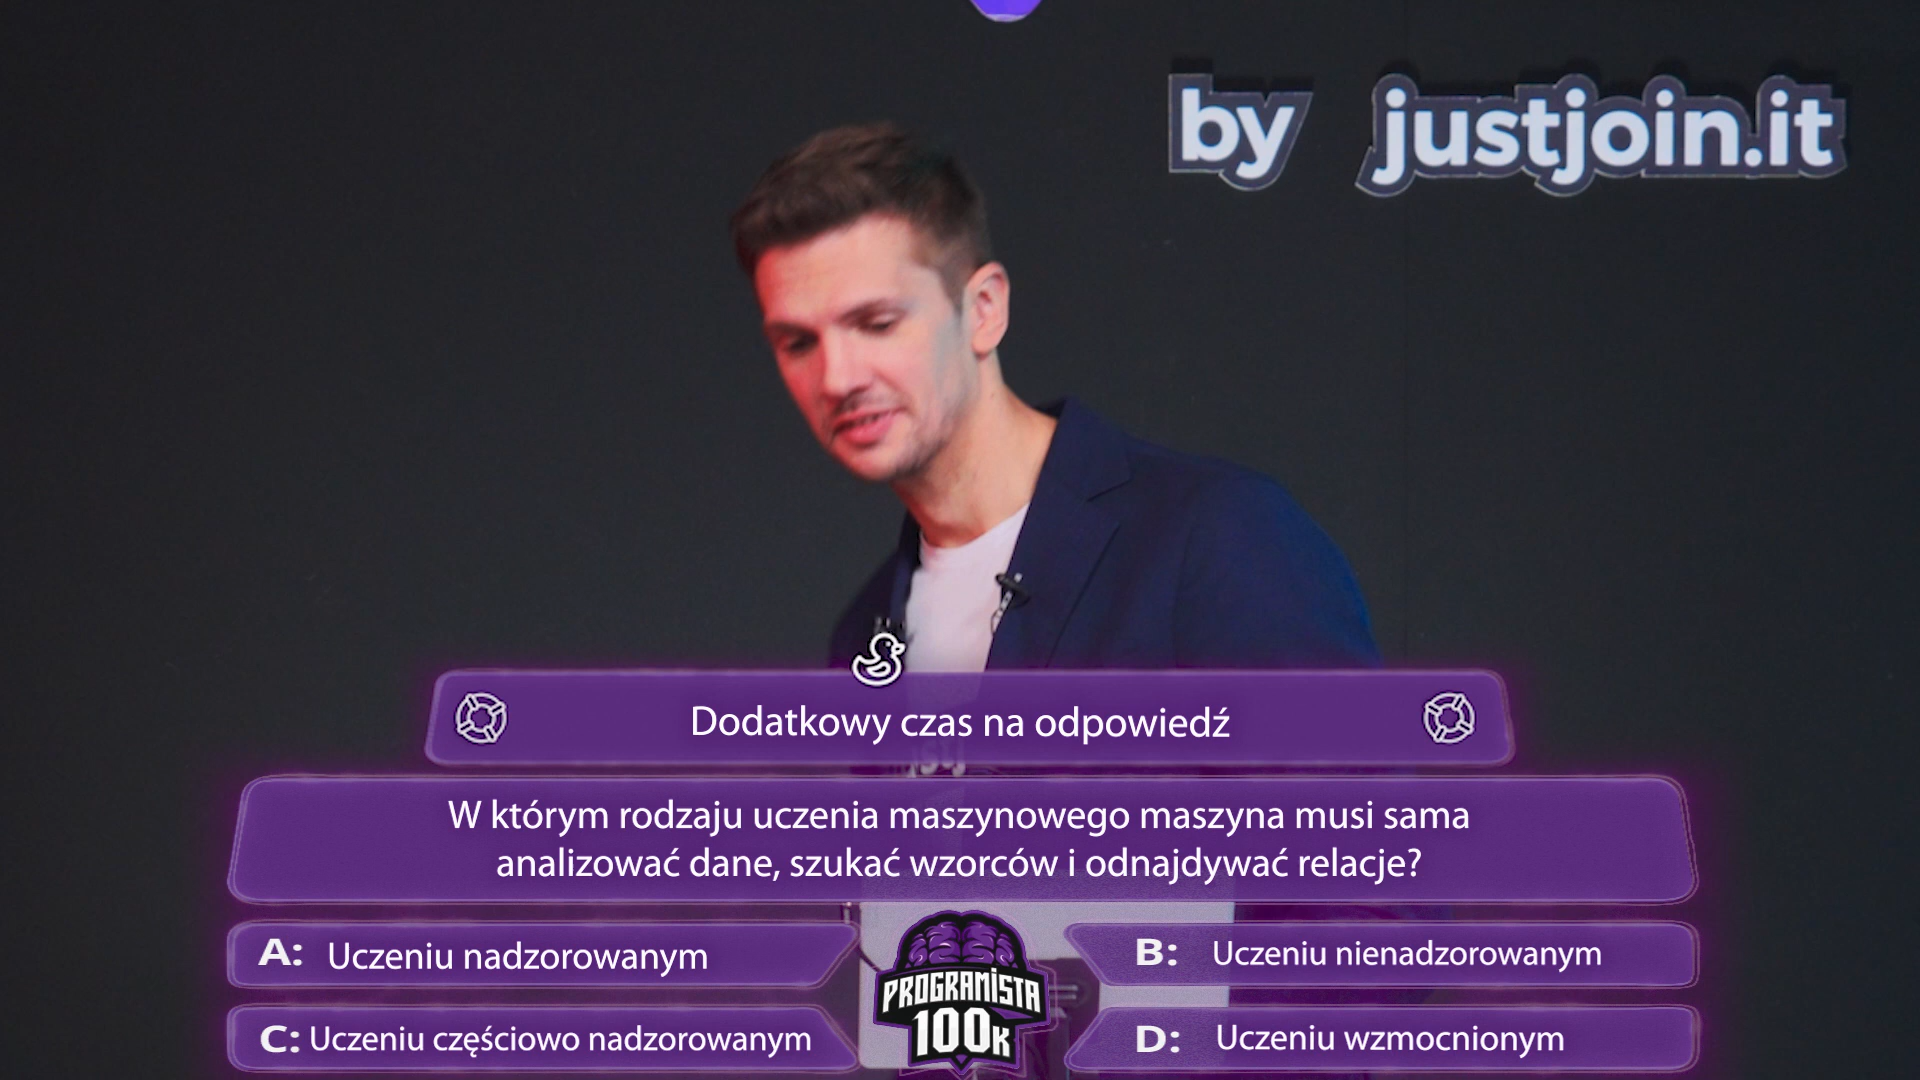 by justjoin.it
Dodatkowy czas na odpowiedź
W którym rodzaju uczenia maszynowego maszyna musi sama
analizować dane, szukać wzorców i odnajdywać relacje?
A: Uczeniu nadzorowanym
B: Uczeniu nienadzorowanym
PROGRAMiSTA
100K
C: Uczeniu częściowo nadzorowanym
D: Uczeniu wzmocnionym